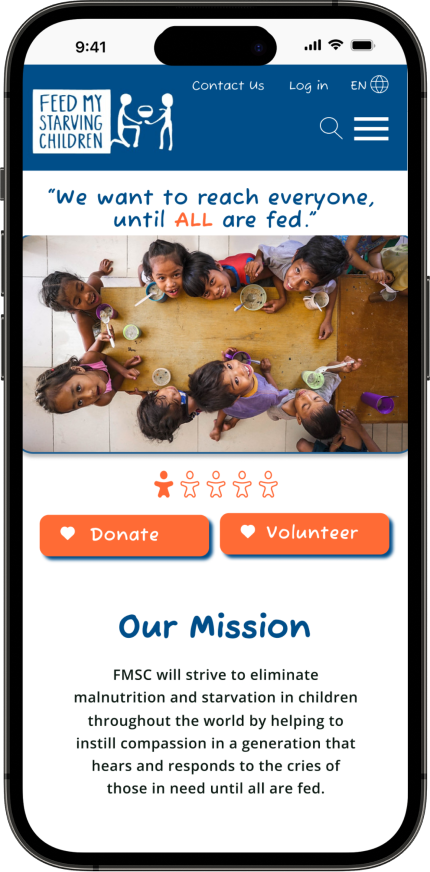 9:41
Contact Us Log in EN
FEED MY
STARVING
CHILDREN
"We want to reach everyone,
until ALL are fed."
Donate
Volunteer
Our Mission
FMSC will strive to eliminate
malnutrition and starvation in children
throughout the world by helping to
instill compassion in a generation that
hears and responds to the cries of
those in need until all are fed.